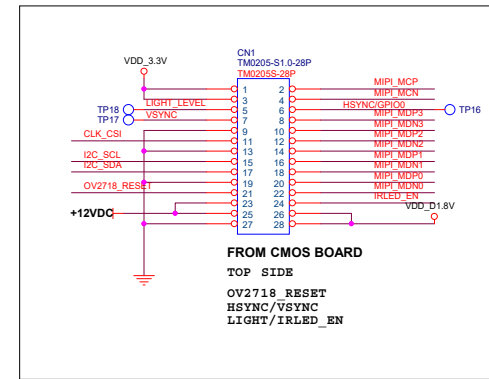 CN1
TM0205-S1.0-28P
TM0205S-28P
VDD_3.3V
1 2 MIPI_MCP
3 4 MIPI_MCN
TP18 LIGHT_LEVEL 5 6 HSYNC/GPIO0 TP16
TP17 VSYNC 7 8 MIPI_MDP3
9 10 MIPI_MDN3
CLK_CSI 11 12 MIPI_MDP2
13 14 MIPI_MDN2
I2C_SCL 15 16 MIPI_MDP1
I2C_SDA 17 18 MIPI_MDN1
19 20 MIPI_MDP0
OV2718_RESET 21 22 MIPI_MDN0
23 24 IRLED_EN
+12VDC 25 26 VDD_D1.8V
27 28
FROM CMOS BOARD
TOP SIDE
OV2718_RESET
HSYNC/VSYNC
LIGHT/IRLED_EN